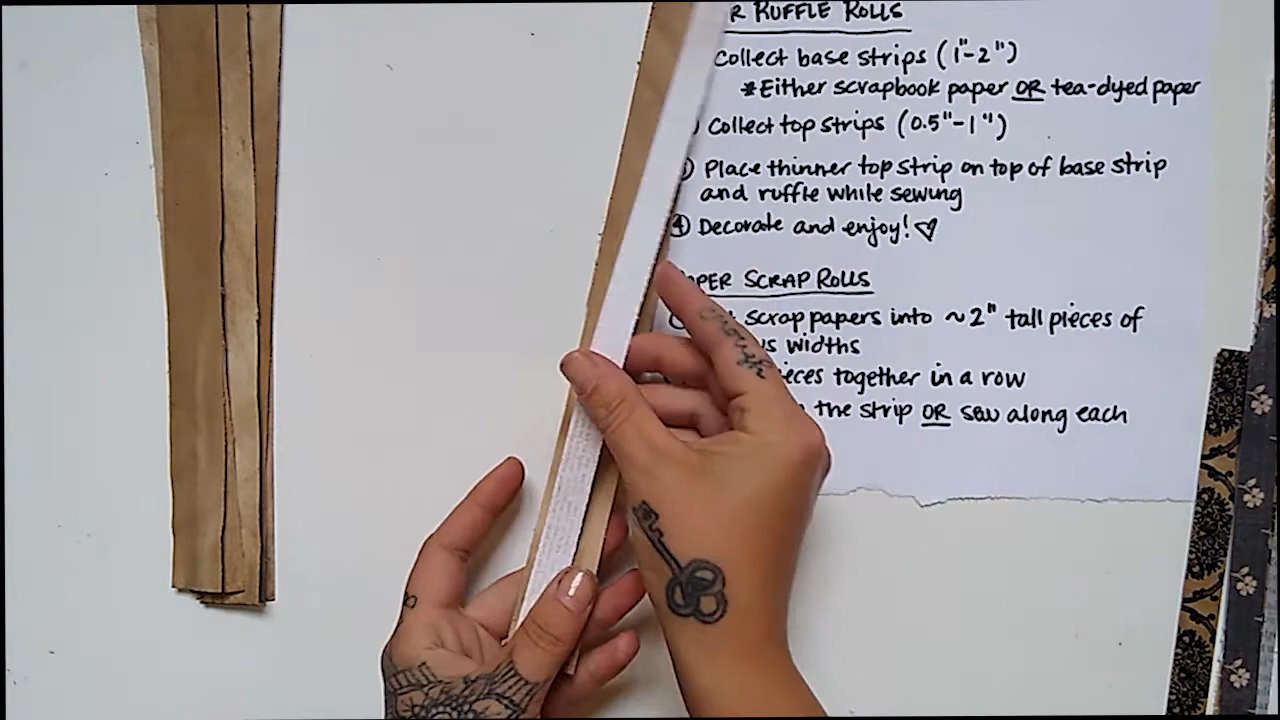 R RUFFLE ROLLS
Collect base strips (1"-2")
*Either scrapbook paper OR tea-dyed paper
) Collect top strips (0.5"-1")
) Place thinner top strip on top of base strip
and ruffle while sewing
④ Decorate and enjoy! ♡
PER SCRAP ROLLS
scrap papers into ~2" tall pieces of
widths
together in a row
the strip OR sew along each